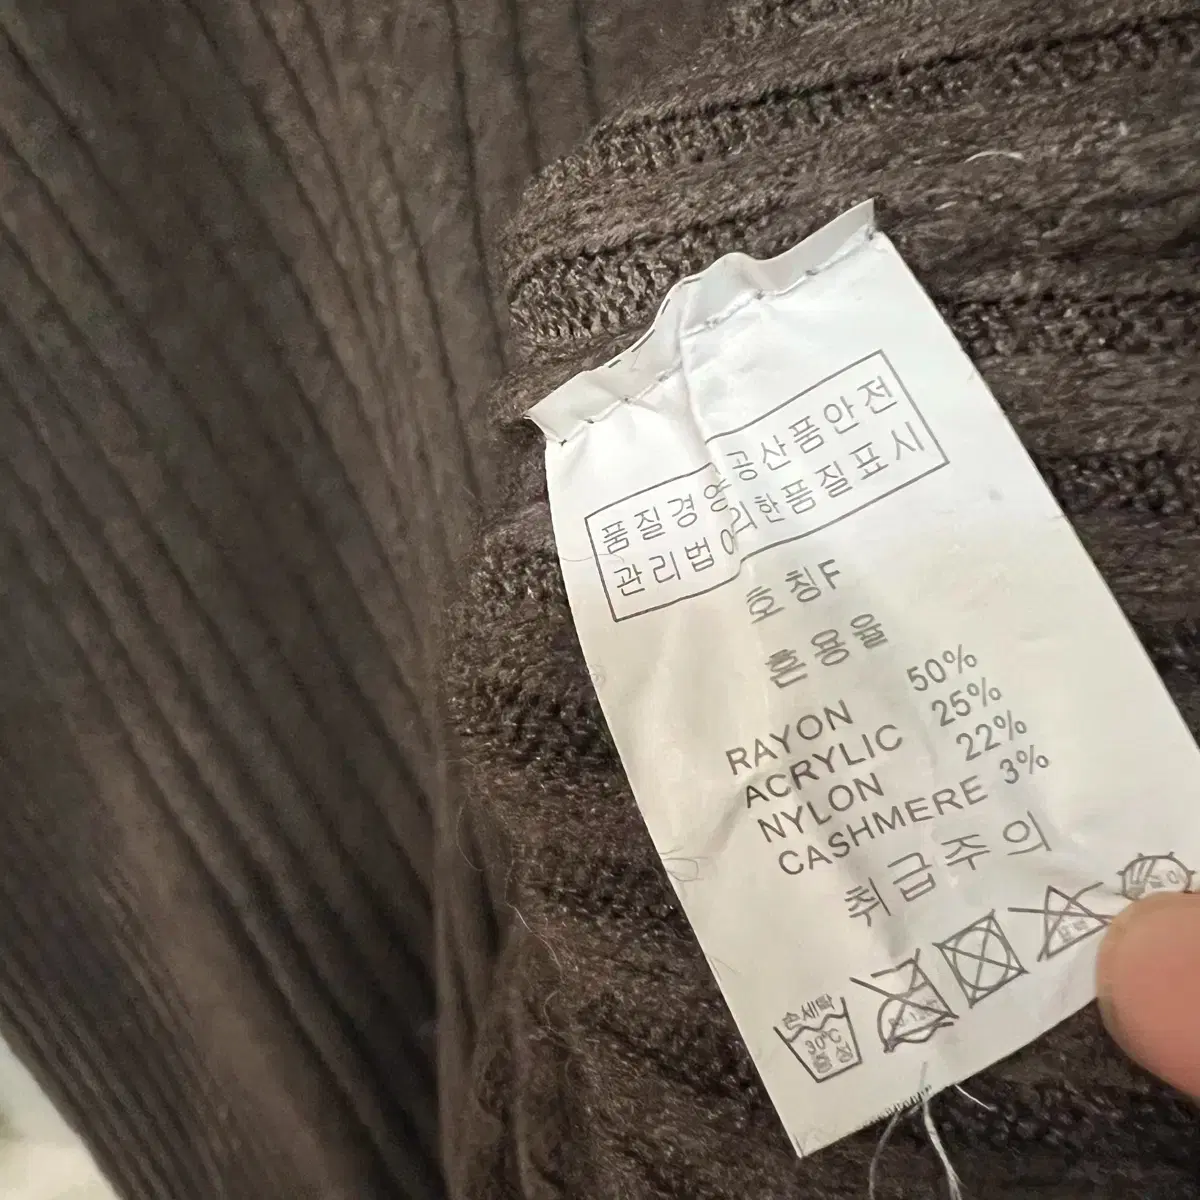 품질경영 공산품안전
관리법에 의한품질표시
호칭F
혼용율
RAYON 50%
ACRYLIC 25%
NYLON 22%
CASHMERE 3%
취급주의
손세탁
30℃
중성